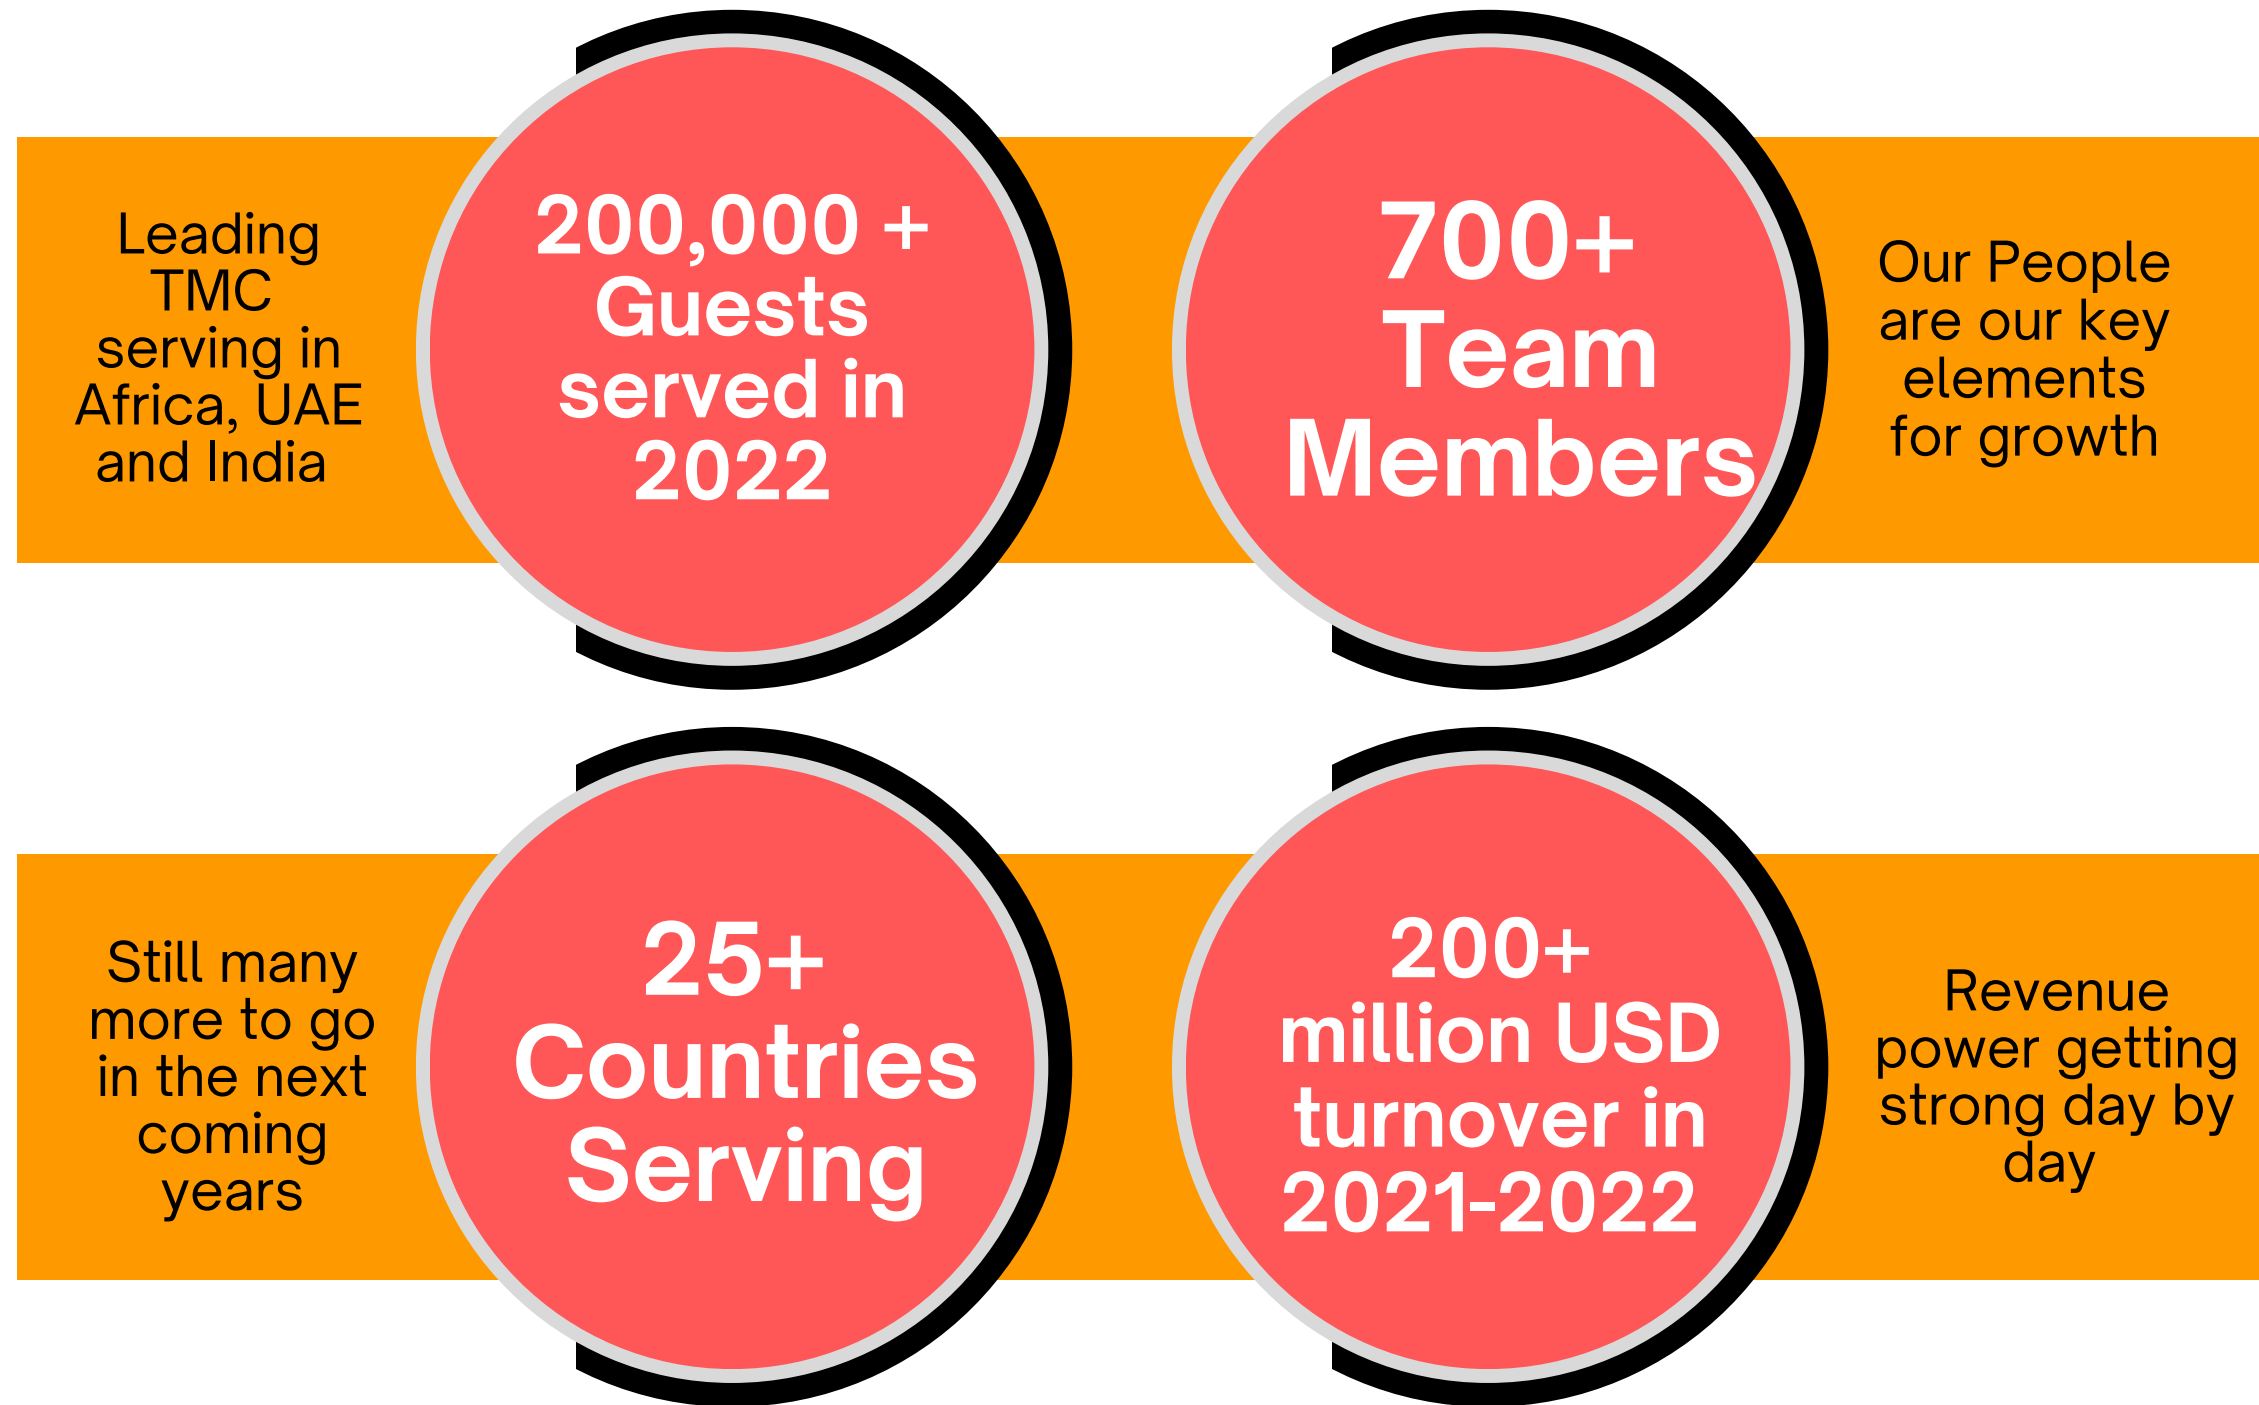 Leading
TMC
serving in
Africa, UAE
and India
200,000 +
Guests
served in
2022
700+
Team
Members
Our People
are our key
elements
for growth
Still many
more to go
in the next
coming
years
25+
Countries
Serving
200+
million USD
turnover in
2021-2022
Revenue
power getting
strong day by
day